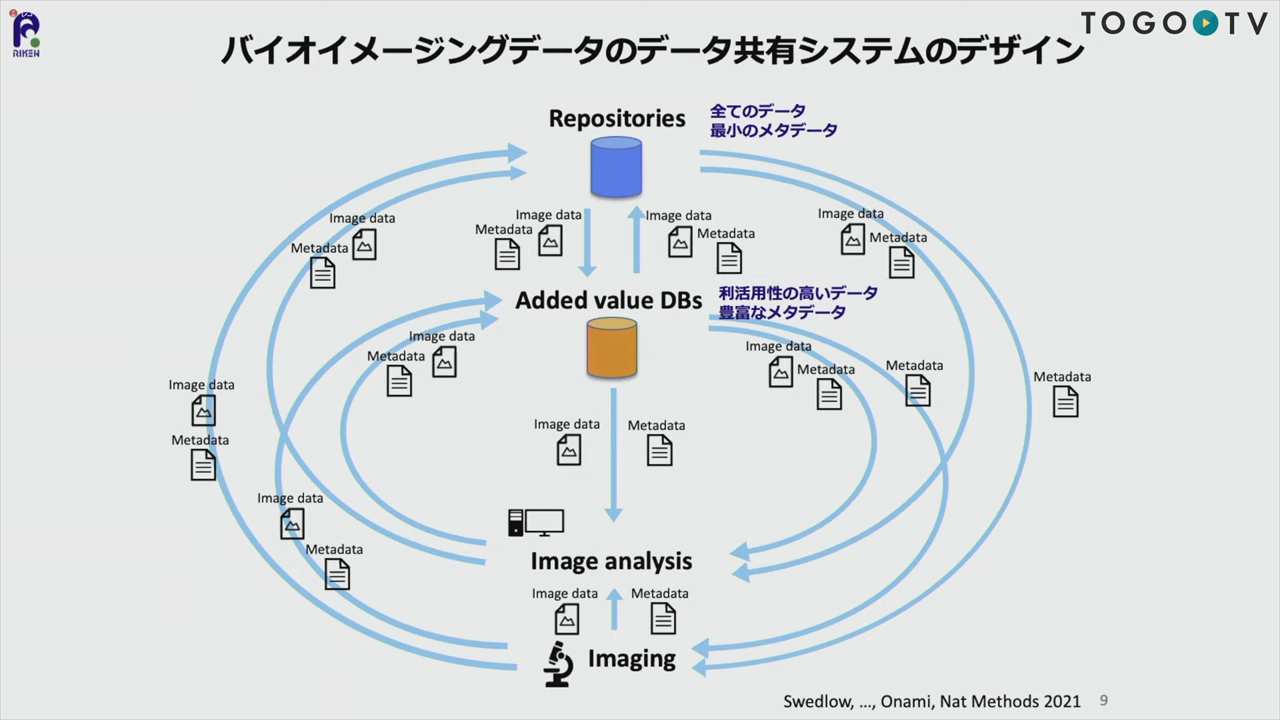 RIKEN
TOGO TV
バイオイメージングデータのデータ共有システムのデザイン
Repositories
全てのデータ
最小のメタデータ
Image data
Metadata
Image data
Metadata
Image data
Metadata
Image data
Metadata
Added value DBs
利活用性の高いデータ
豊富なメタデータ
Image data
Metadata
Image data
Metadata
Metadata
Metadata
Image data
Metadata
Image data
Metadata
Image data
Metadata
Image analysis
Image data
Metadata
Imaging
Swedlow, ..., Onami, Nat Methods 2021
9